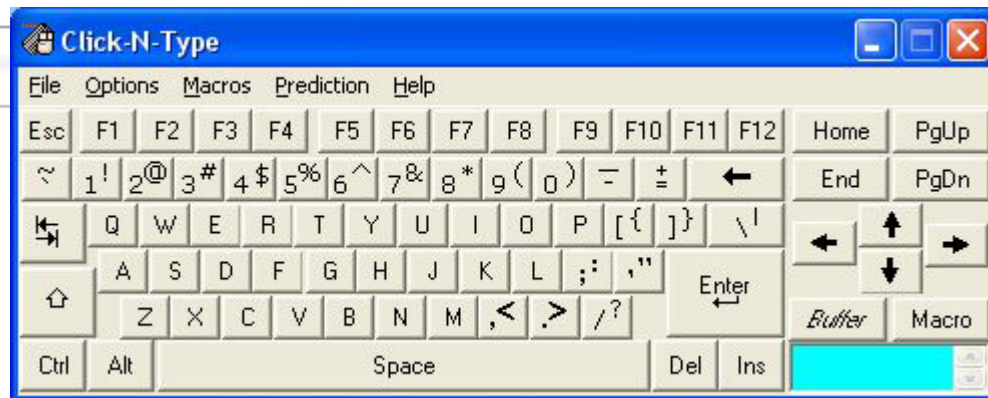 Click-N-Type
File Options Macros Prediction Help
Esc F1 F2 F3 F4 F5 F6 F7 F8 F9 F10 F11 F12 Home PgUp
~ 1! 2@ 3# 4$ 5% 6^ 7& 8* 9( 0) - ± ← End PgDn
Q W E R T Y U I O P [{ ]} \|
A S D F G H J K L ;: '" Enter
Z X C V B N M ,< .> /? Buffer Macro
Ctrl Alt Space Del Ins